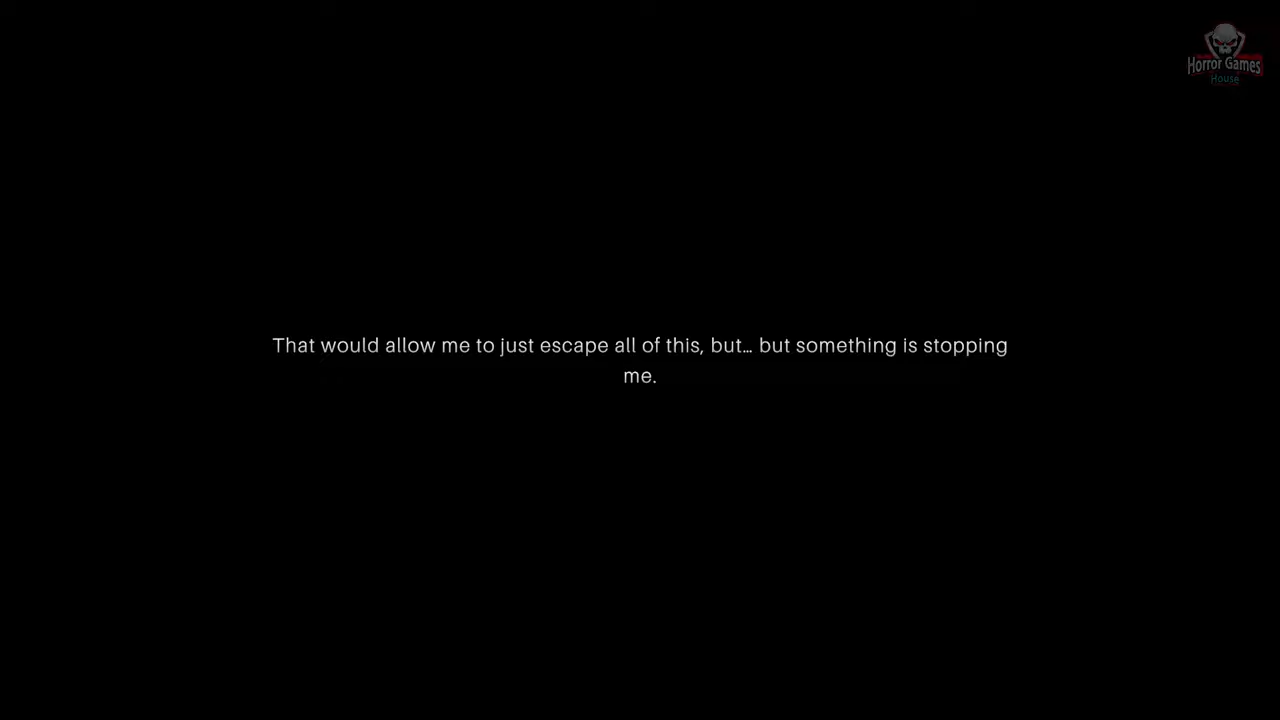 Horror Games
House
That would allow me to just escape all of this, but… but something is stopping
me.